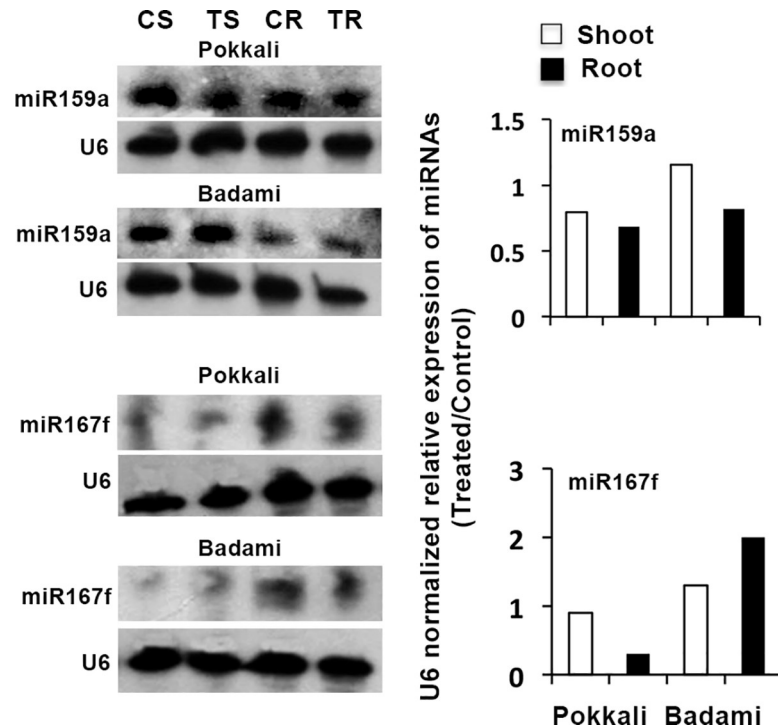 CS TS CR TR
Pokkali
miR159a
U6
Badami
miR159a
U6
Pokkali
miR167f
U6
Badami
miR167f
U6
U6 normalized relative expression of miRNAs
(Treated/Control)
Shoot
Root
miR159a
1.5
1
0.5
0
miR167f
3
2
1
0
Pokkali Badami